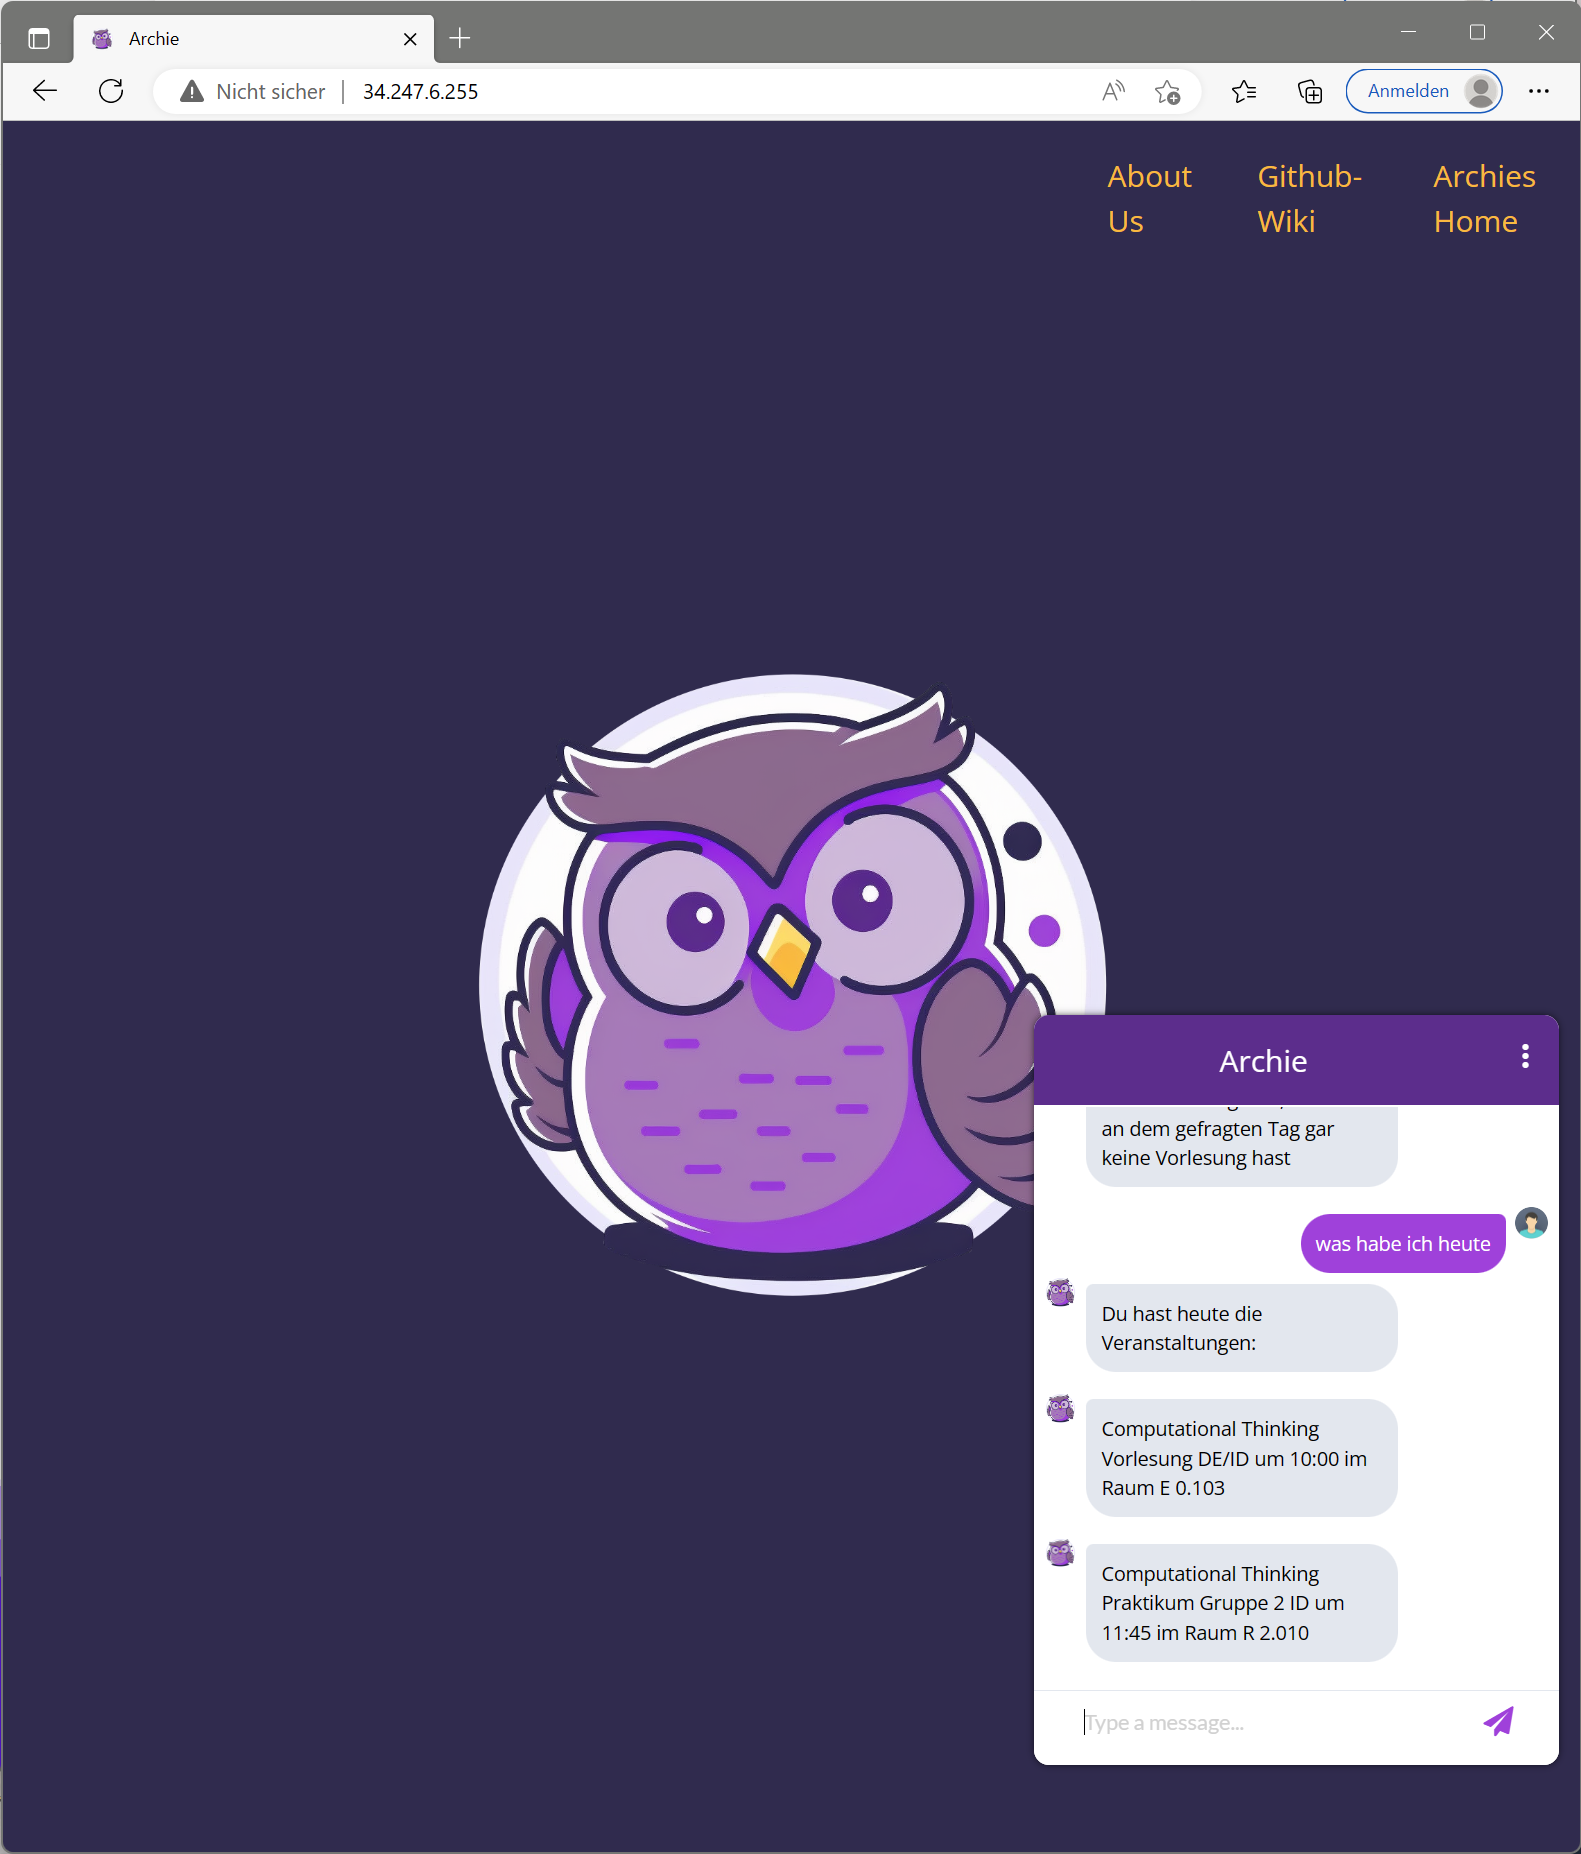 Archie
Nicht sicher
34.247.6.255
Anmelden
About Us
Github-Wiki
Archies Home
Archie
an dem gefragten Tag gar
keine Vorlesung hast
was habe ich heute
Du hast heute die
Veranstaltungen:
Computational Thinking
Vorlesung DE/ID um 10:00 im
Raum E 0.103
Computational Thinking
Praktikum Gruppe 2 ID um
11:45 im Raum R 2.010
Type a message...